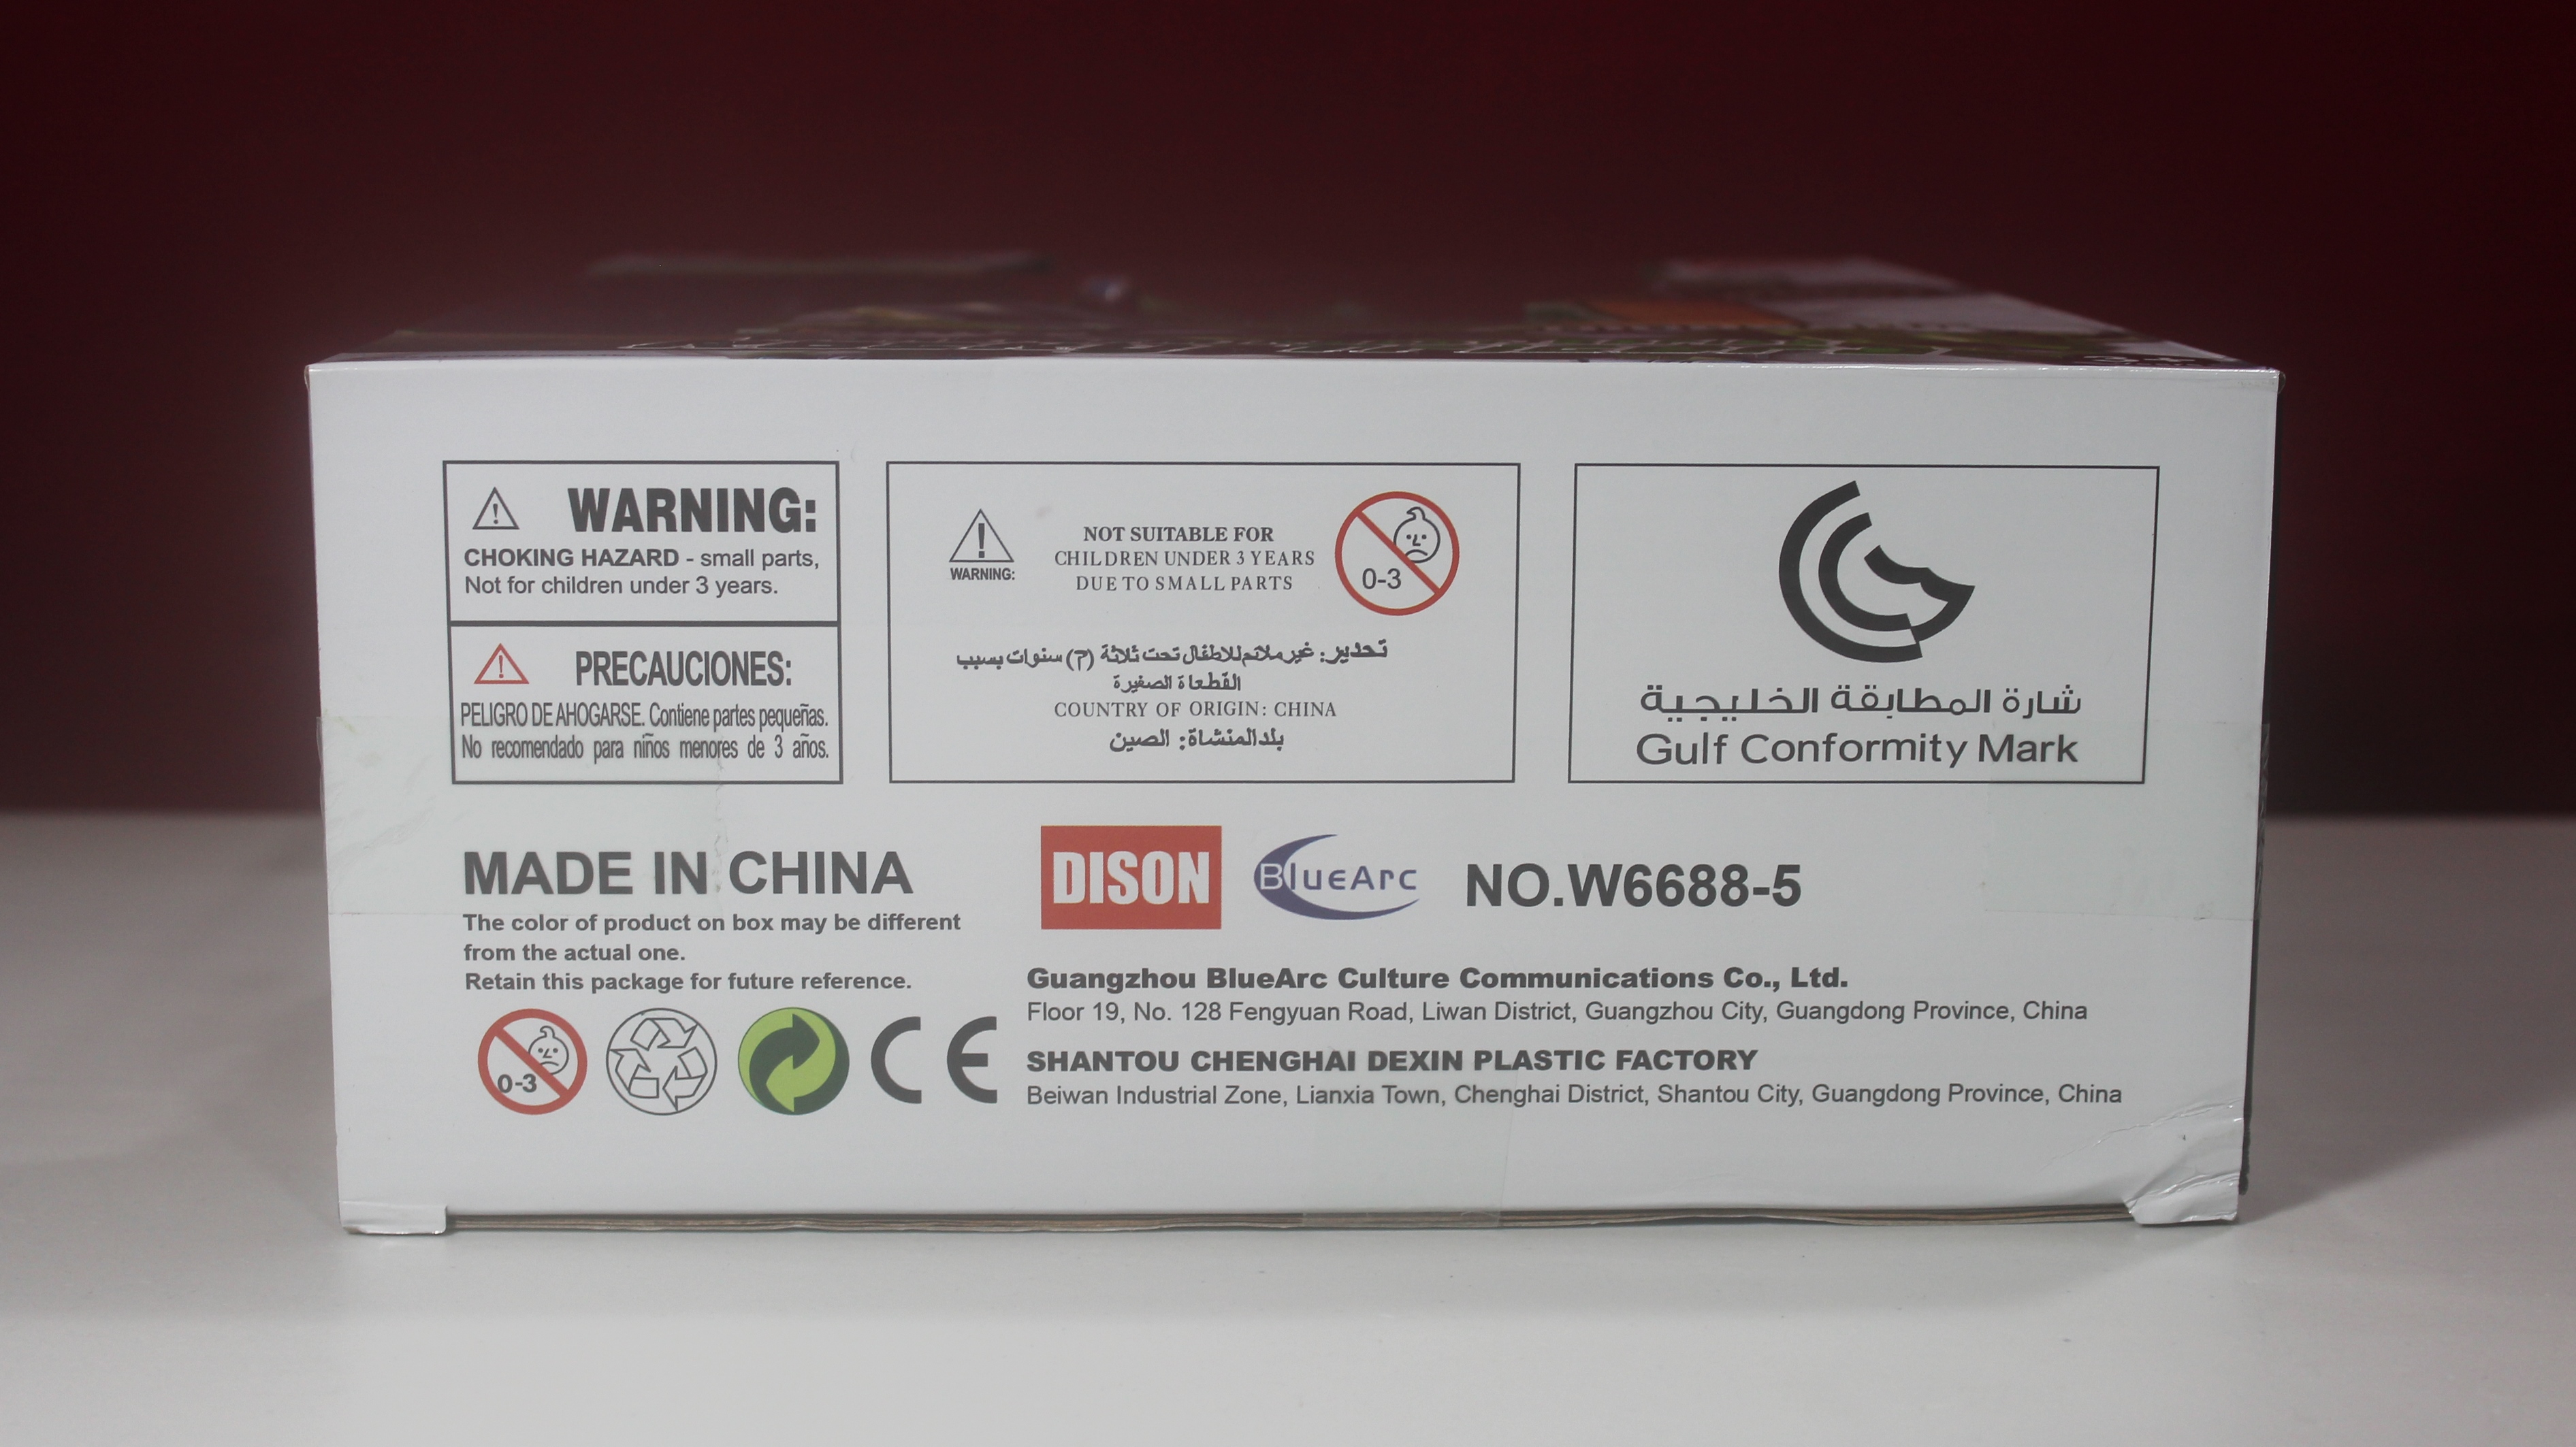 WARNING:
CHOKING HAZARD - small parts,
Not for children under 3 years.
PRECAUCIONES:
PELIGRO DE AHOGARSE. Contiene partes pequeñas.
No recomendado para niños menores de 3 años.
WARNING:
NOT SUITABLE FOR
CHILDREN UNDER 3 YEARS
DUE TO SMALL PARTS
0-3
تحذير: غير ملائم للاطفال تحت ثلاثة (٣) سنوات بسبب
القطعاة الصغيرة
COUNTRY OF ORIGIN: CHINA
بلدالمنشاة: الصين
شارة المطابقة الخليجية
Gulf Conformity Mark
MADE IN CHINA
The color of product on box may be different
from the actual one.
Retain this package for future reference.
0-3
CE
DISON
BLUEARC
NO.W6688-5
Guangzhou BlueArc Culture Communications Co., Ltd.
Floor 19, No. 128 Fengyuan Road, Liwan District, Guangzhou City, Guangdong Province, China
SHANTOU CHENGHAI DEXIN PLASTIC FACTORY
Beiwan Industrial Zone, Lianxia Town, Chenghai District, Shantou City, Guangdong Province, China